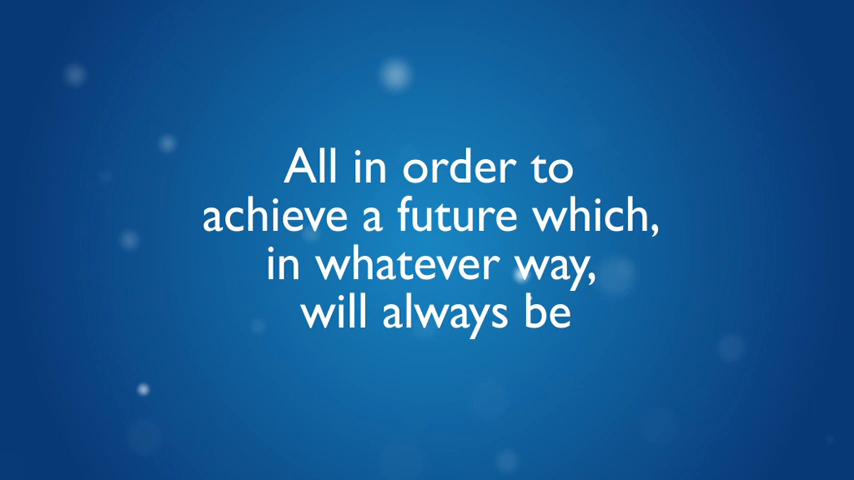 All in order to
achieve a future which,
in whatever way,
will always be